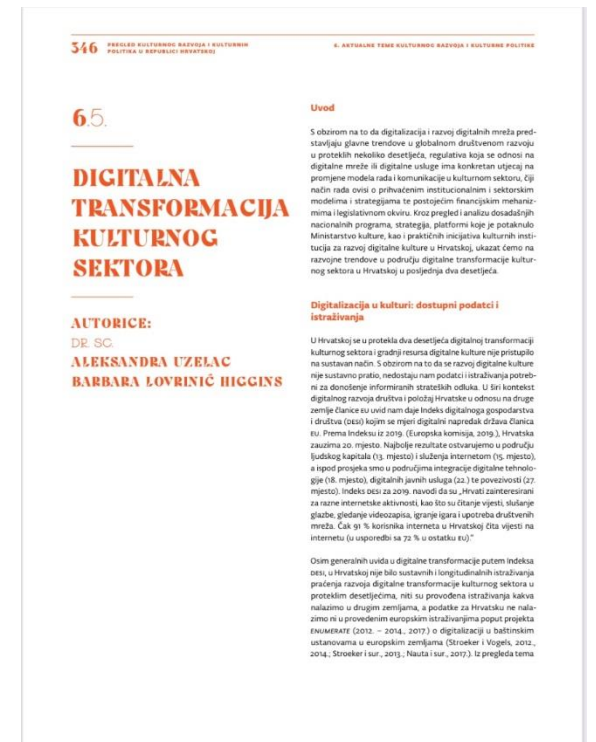 346
PREGLED KULTURNOG RAZVOJA I KULTURNIH
POLITIKA U REPUBLICI HRVATSKOJ
6. AKTUALNE TEME KULTURNOG RAZVOJA I KULTURNE POLITIKE
6.5.
DIGITALNA
TRANSFORMACIJA
KULTURNOG
SEKTORA
AUTORICE:
DR. SC.
ALEKSANDRA UZELAC
BARBARA LOVRINIĆ HIGGINS
Uvod
S obzirom na to da digitalizacija i razvoj digitalnih mreža pred-
stavljaju glavne trendove u globalnom društvenom razvoju
u proteklih nekoliko desetljeća, regulativa koja se odnosi na
digitalne mreže ili digitalne usluge ima konkretan utjecaj na
promjene modela rada i komunikacije u kulturnom sektoru, čiji
način rada ovisi o prihvaćenim institucionalnim i sektorskim
modelima i strategijama te postojećim financijskim mehaniz-
mima i legislativnom okviru. Kroz pregled i analizu dosadašnjih
nacionalnih programa, strategija, platformi koje je potaknulo
Ministarstvo kulture, kao i praktičnih inicijativa kulturnih insti-
tucija za razvoj digitalne kulture u Hrvatskoj, ukazat ćemo na
razvojne trendove u području digitalne transformacije kultur-
nog sektora u Hrvatskoj u posljednja dva desetljeća.
Digitalizacija u kulturi: dostupni podatci i
istraživanja
U Hrvatskoj se u protekla dva desetljeća digitalnoj transformaciji
kulturnog sektora i gradnji resursa digitalne kulture nije pristupilo
na sustavan način. S obzirom na to da se razvoj digitalne kulture
nije sustavno pratio, nedostaju nam podatci i istraživanja potreb-
ni za donošenje informiranih strateških odluka. U širi kontekst
digitalnog razvoja društva i položaj Hrvatske u odnosu na druge
zemlje članice EU uvid nam daje Indeks digitalnoga gospodarstva
i društva (DESI) kojim se mjeri digitalni napredak država članica
EU. Prema Indeksu iz 2019. (Europska komisija, 2019.), Hrvatska
zauzima 20. mjesto. Najbolje rezultate ostvarujemo u području
ljudskog kapitala (13. mjesto) i služenja internetom (15. mjesto),
a ispod prosjeka smo u područjima integracije digitalne tehnolo-
gije (18. mjesto), digitalnih javnih usluga (22.) te povezivosti (27.
mjesto). Indeks DESI za 2019. navodi da su „Hrvati zainteresirani
za razne internetske aktivnosti, kao što su čitanje vijesti, slušanje
glazbe, gledanje videozapisa, igranje igara i upotreba društvenih
mreža. Čak 91 % korisnika interneta u Hrvatskoj čita vijesti na
internetu (u usporedbi sa 72 % u ostatku EU)."
Osim generalnih uvida u digitalne transformacije putem Indeksa
DESI, u Hrvatskoj nije bilo sustavnih i longitudinalnih istraživanja
praćenja razvoja digitalne transformacije kulturnog sektora u
proteklim desetljećima, niti su provođena istraživanja kakva
nalazimo u drugim zemljama, a podatke za Hrvatsku ne nala-
zimo ni u provedenim europskim istraživanjima poput projekta
ENUMERATE (2012. – 2014., 2017.) o digitalizaciji u baštinskim
ustanovama u europskim zemljama (Stroeker i Vogels, 2012.,
2014.; Stroeker i sur., 2013.; Nauta i sur., 2017.). Iz pregleda tema